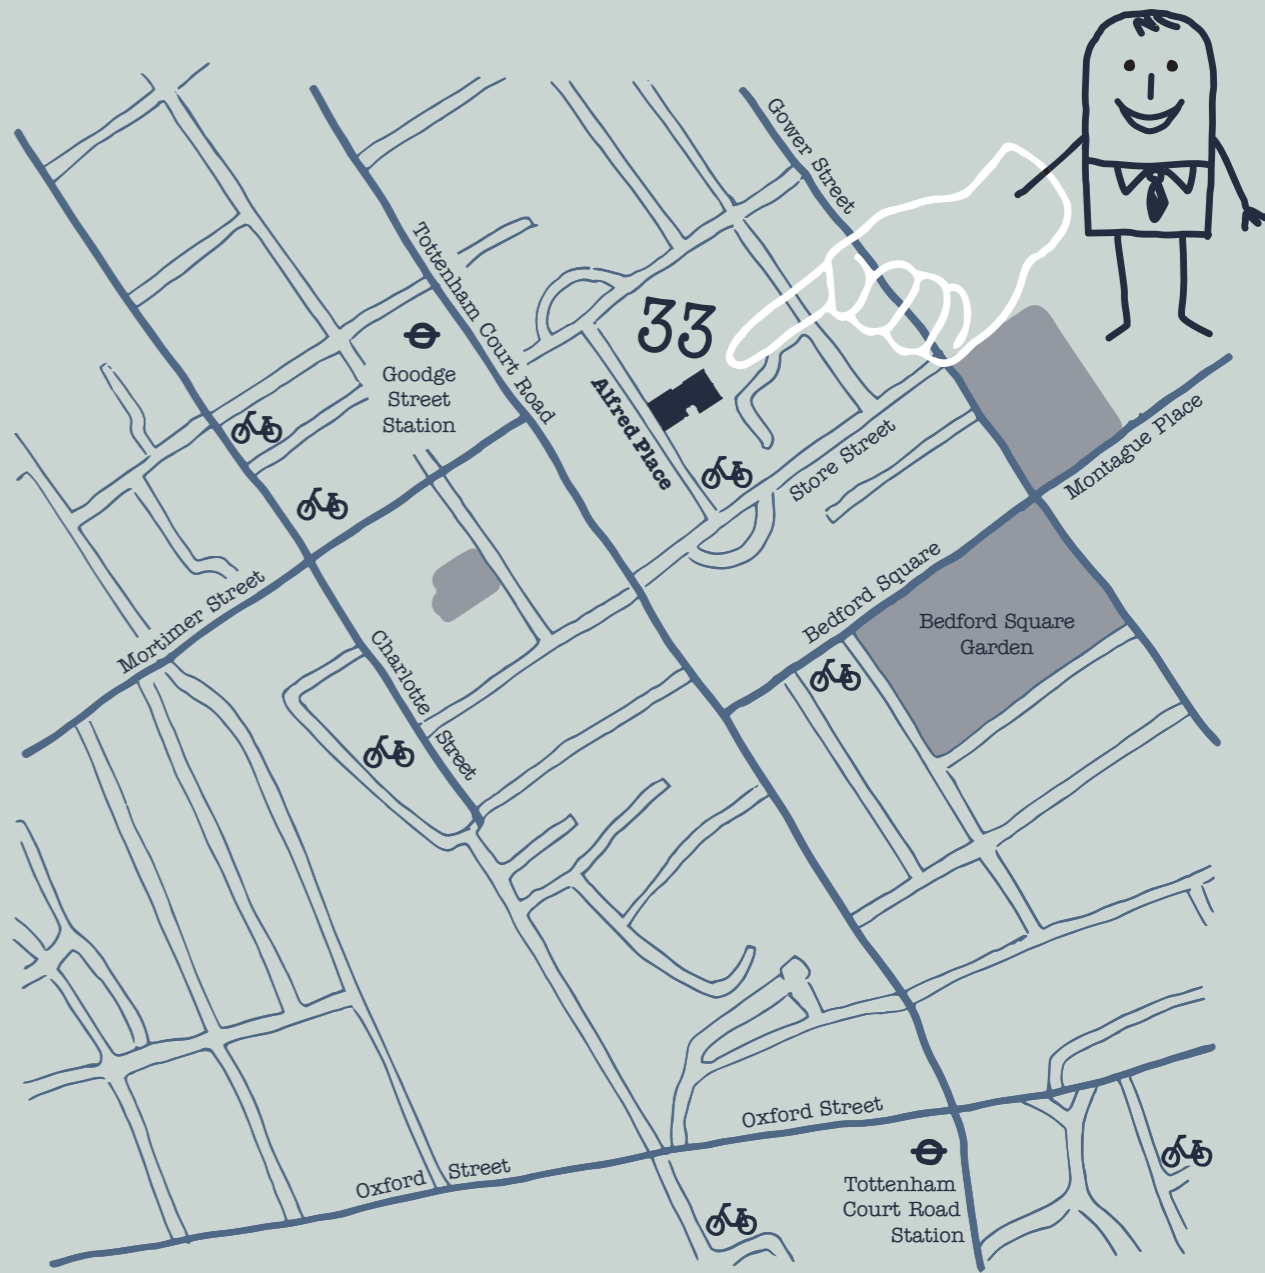 Gower Street
Tottenham Court Road
33
Goodge
Street
Station
Alfred Place
Store Street
Montague Place
Bedford Square
Bedford Square
Garden
Mortimer Street
Charlotte
Street
Oxford Street
Oxford Street
Tottenham
Court Road
Station